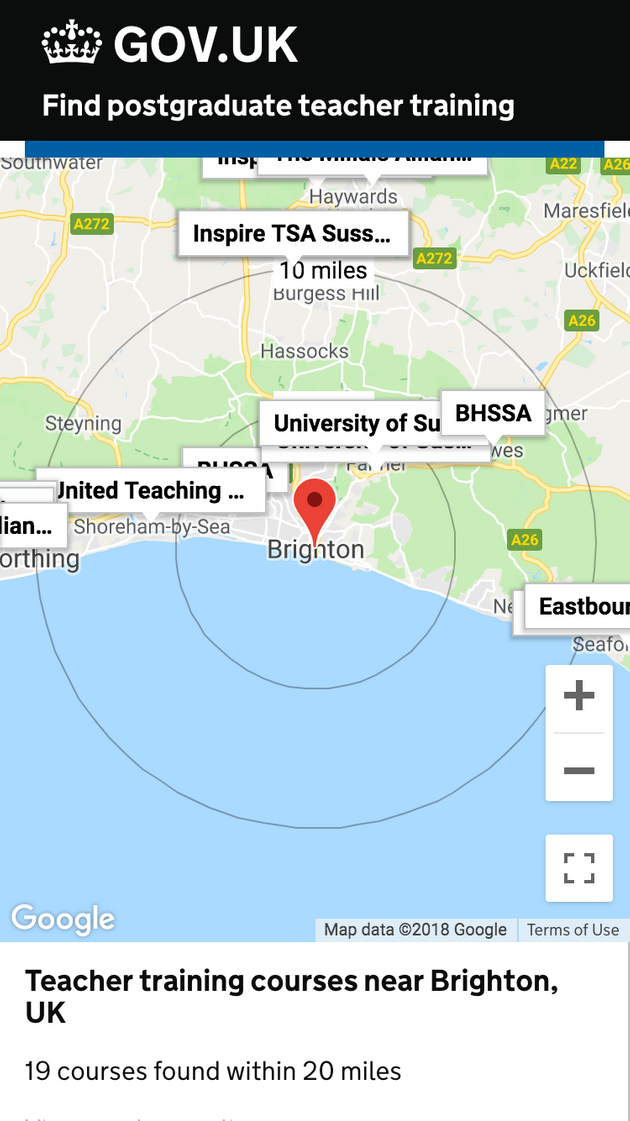 GOV.UK
Find postgraduate teacher training
Southwater
A22
A26
Haywards
A272
Maresfield
Inspire TSA Suss...
A272
10 miles
Uckfield
Burgess Hill
A26
Hassocks
BHSSA
Steyning
University of Su
gmer
wes
BHSSA
United Teaching ...
lian...
Shoreham-by-Sea
A26
orthing
Brighton
Ne
Eastbour
Seafor
+
−
Google
Map data ©2018 Google
Terms of Use
Teacher training courses near Brighton,
UK
19 courses found within 20 miles